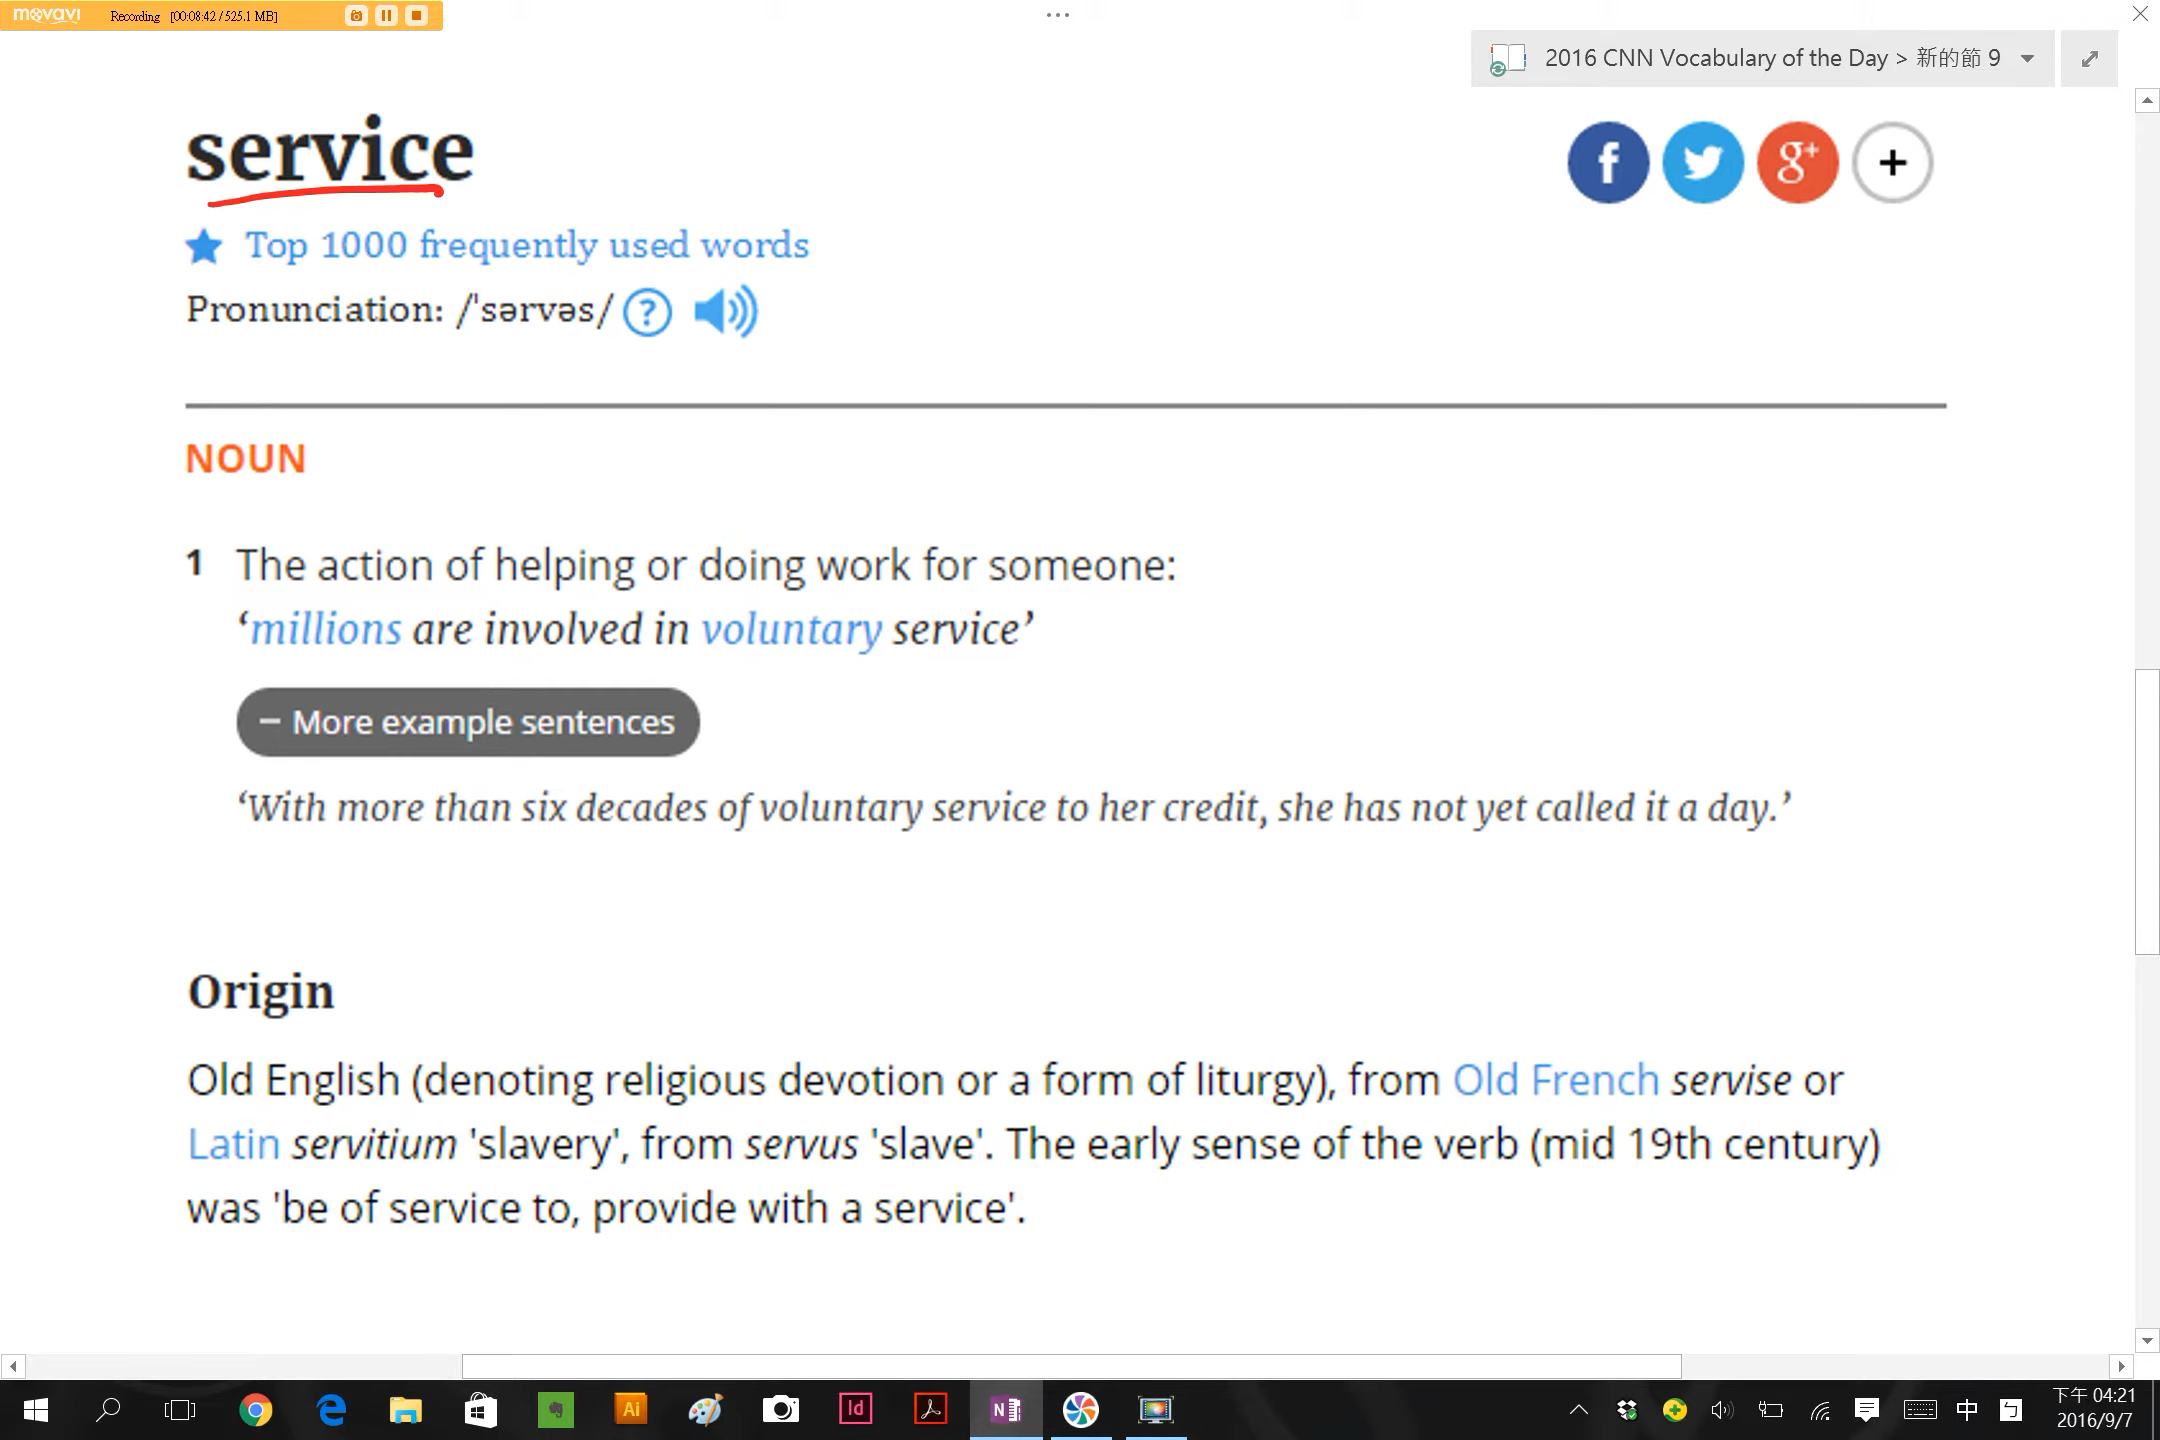 movavi Recording [00:08:42 / 525.1 MB]
2016 CNN Vocabulary of the Day > 新的節 9
service
f g+ +
Top 1000 frequently used words
Pronunciation: /ˈsərvəs/ ?
NOUN
1 The action of helping or doing work for someone:
‘millions are involved in voluntary service’
− More example sentences
‘With more than six decades of voluntary service to her credit, she has not yet called it a day.’
Origin
Old English (denoting religious devotion or a form of liturgy), from Old French servise or
Latin servitium 'slavery', from servus 'slave'. The early sense of the verb (mid 19th century)
was 'be of service to, provide with a service'.
Ai Id N 中 ㄅ
下午 04:21
2016/9/7